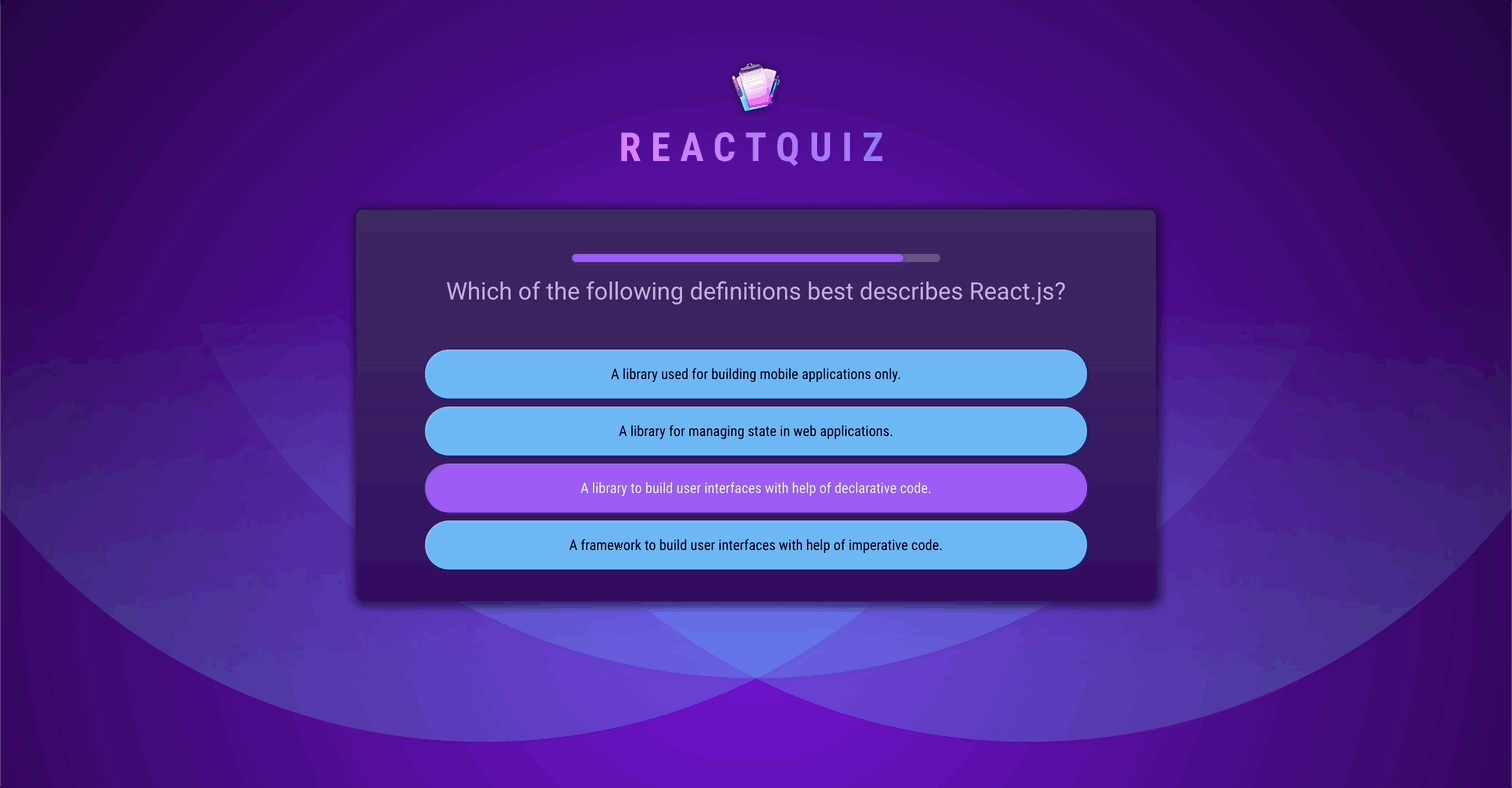 REACTQUIZ
Which of the following definitions best describes React.js?
A library used for building mobile applications only.
A library for managing state in web applications.
A library to build user interfaces with help of declarative code.
A framework to build user interfaces with help of imperative code.